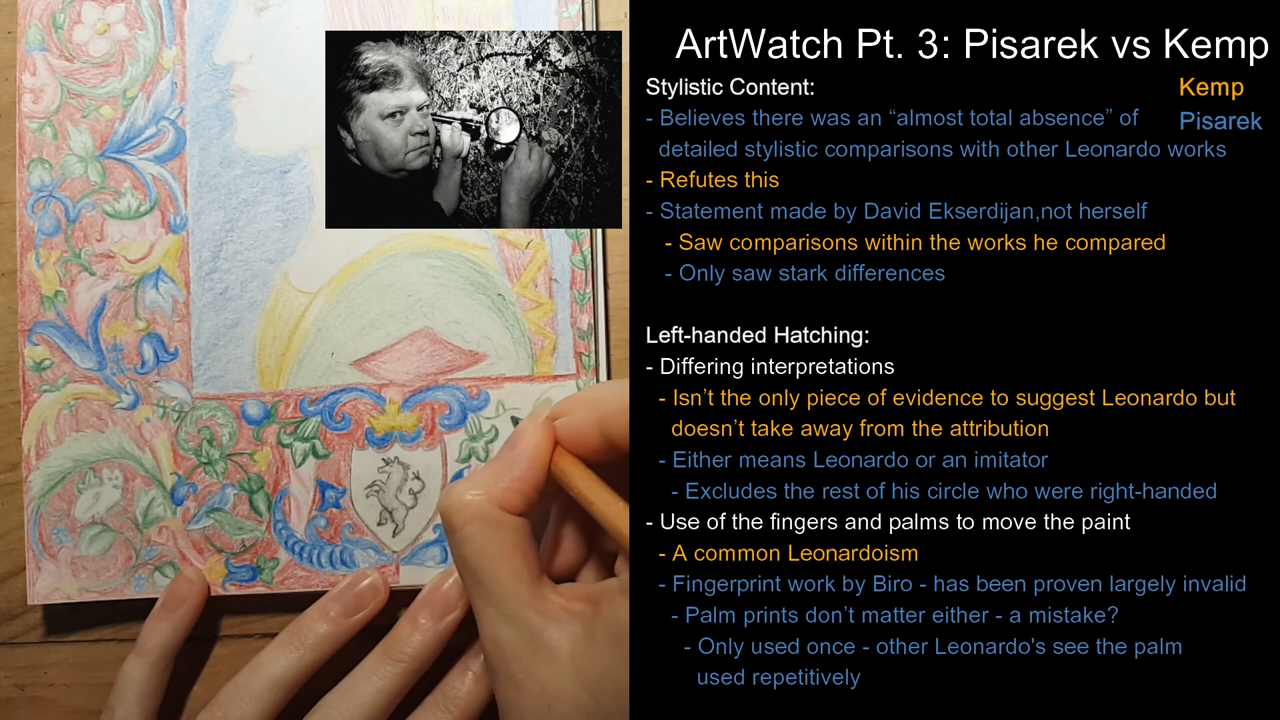 ArtWatch Pt. 3: Pisarek vs Kemp
Stylistic Content:
Kemp
- Believes there was an “almost total absence” of
Pisarek
detailed stylistic comparisons with other Leonardo works
- Refutes this
- Statement made by David Ekserdijan,not herself
- Saw comparisons within the works he compared
- Only saw stark differences
Left-handed Hatching:
- Differing interpretations
- Isn’t the only piece of evidence to suggest Leonardo but
doesn’t take away from the attribution
- Either means Leonardo or an imitator
- Excludes the rest of his circle who were right-handed
- Use of the fingers and palms to move the paint
- A common Leonardoism
- Fingerprint work by Biro - has been proven largely invalid
- Palm prints don’t matter either - a mistake?
- Only used once - other Leonardo's see the palm
used repetitively